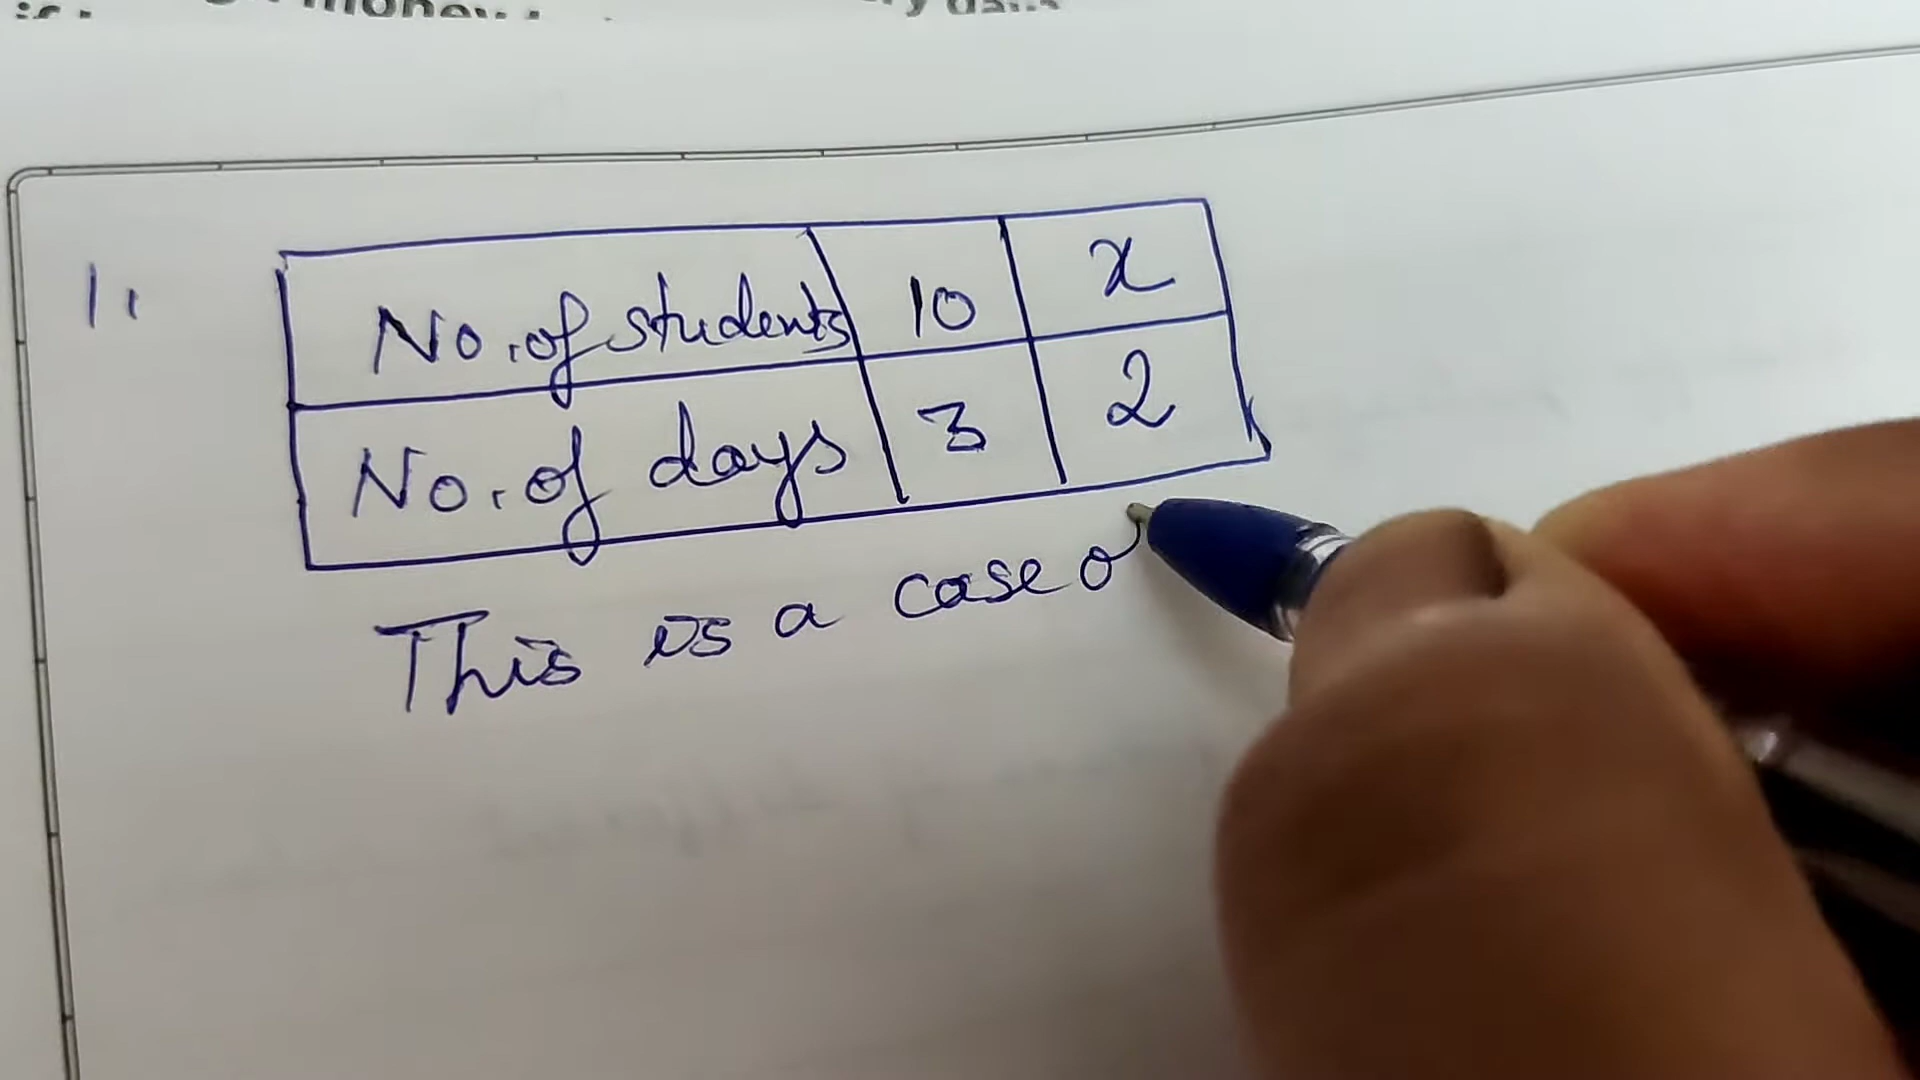 1.
No. of students 10 x
No. of days 3 2
This is a case o